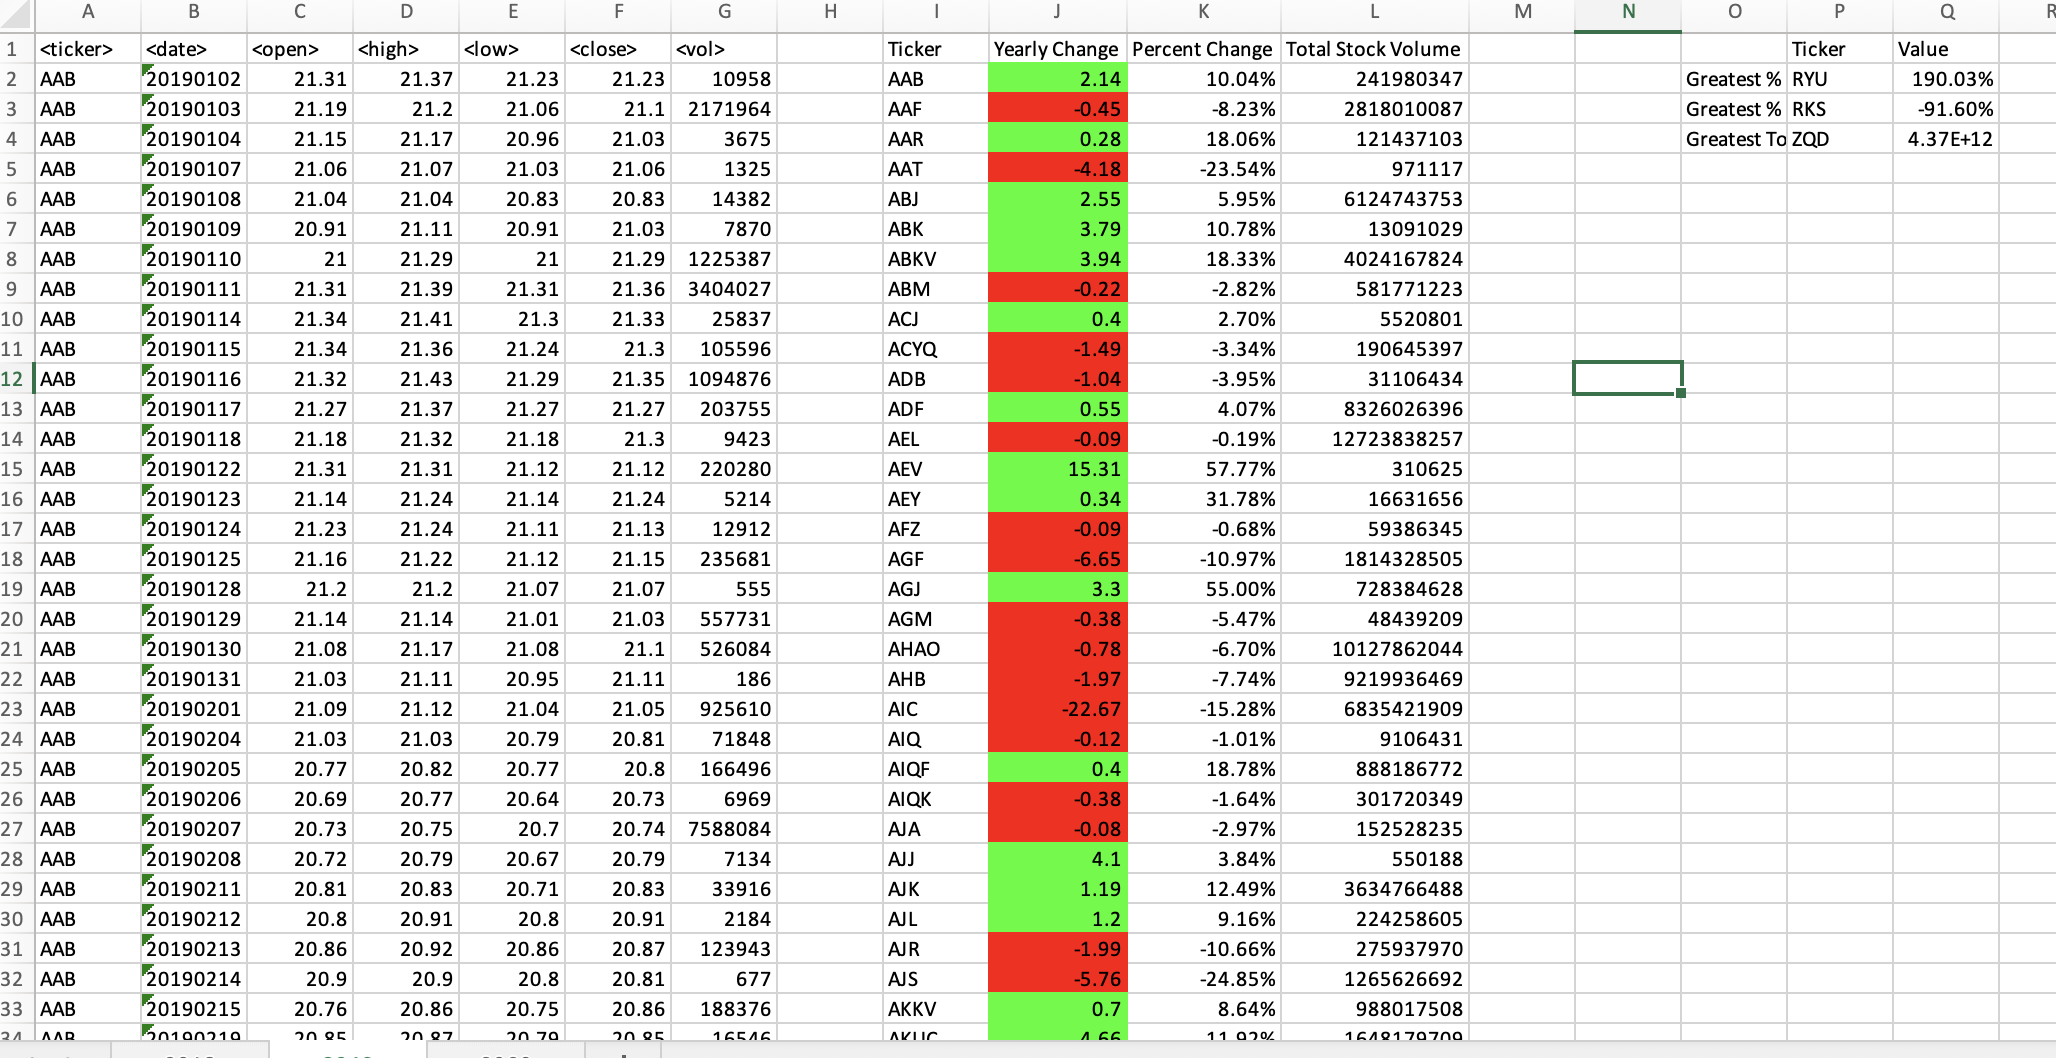 A B C D E F G H I J K L M N O P Q R
1 <ticker> <date> <open> <high> <low> <close> <vol> Ticker Yearly Change Percent Change Total Stock Volume Ticker Value
2 AAB 20190102 21.31 21.37 21.23 21.23 10958 AAB 2.14 10.04% 241980347 Greatest % RYU 190.03%
3 AAB 20190103 21.19 21.2 21.06 21.1 2171964 AAF -0.45 -8.23% 2818010087 Greatest % RKS -91.60%
4 AAB 20190104 21.15 21.17 20.96 21.03 3675 AAR 0.28 18.06% 121437103 Greatest To ZQD 4.37E+12
5 AAB 20190107 21.06 21.07 21.03 21.06 1325 AAT -4.18 -23.54% 971117
6 AAB 20190108 21.04 21.04 20.83 20.83 14382 ABJ 2.55 5.95% 6124743753
7 AAB 20190109 20.91 21.11 20.91 21.03 7870 ABK 3.79 10.78% 13091029
8 AAB 20190110 21 21.29 21 21.29 1225387 ABKV 3.94 18.33% 4024167824
9 AAB 20190111 21.31 21.39 21.31 21.36 3404027 ABM -0.22 -2.82% 581771223
10 AAB 20190114 21.34 21.41 21.3 21.33 25837 ACJ 0.4 2.70% 5520801
11 AAB 20190115 21.34 21.36 21.24 21.3 105596 ACYQ -1.49 -3.34% 190645397
12 AAB 20190116 21.32 21.43 21.29 21.35 1094876 ADB -1.04 -3.95% 31106434
13 AAB 20190117 21.27 21.37 21.27 21.27 203755 ADF 0.55 4.07% 8326026396
14 AAB 20190118 21.18 21.32 21.18 21.3 9423 AEL -0.09 -0.19% 12723838257
15 AAB 20190122 21.31 21.31 21.12 21.12 220280 AEV 15.31 57.77% 310625
16 AAB 20190123 21.14 21.24 21.14 21.24 5214 AEY 0.34 31.78% 16631656
17 AAB 20190124 21.23 21.24 21.11 21.13 12912 AFZ -0.09 -0.68% 59386345
18 AAB 20190125 21.16 21.22 21.12 21.15 235681 AGF -6.65 -10.97% 1814328505
19 AAB 20190128 21.2 21.2 21.07 21.07 555 AGJ 3.3 55.00% 728384628
20 AAB 20190129 21.14 21.14 21.01 21.03 557731 AGM -0.38 -5.47% 48439209
21 AAB 20190130 21.08 21.17 21.08 21.1 526084 AHAO -0.78 -6.70% 10127862044
22 AAB 20190131 21.03 21.11 20.95 21.11 186 AHB -1.97 -7.74% 9219936469
23 AAB 20190201 21.09 21.12 21.04 21.05 925610 AIC -22.67 -15.28% 6835421909
24 AAB 20190204 21.03 21.03 20.79 20.81 71848 AIQ -0.12 -1.01% 9106431
25 AAB 20190205 20.77 20.82 20.77 20.8 166496 AIQF 0.4 18.78% 888186772
26 AAB 20190206 20.69 20.77 20.64 20.73 6969 AIQK -0.38 -1.64% 301720349
27 AAB 20190207 20.73 20.75 20.7 20.74 7588084 AJA -0.08 -2.97% 152528235
28 AAB 20190208 20.72 20.79 20.67 20.79 7134 AJJ 4.1 3.84% 550188
29 AAB 20190211 20.81 20.83 20.71 20.83 33916 AJK 1.19 12.49% 3634766488
30 AAB 20190212 20.8 20.91 20.8 20.91 2184 AJL 1.2 9.16% 224258605
31 AAB 20190213 20.86 20.92 20.86 20.87 123943 AJR -1.99 -10.66% 275937970
32 AAB 20190214 20.9 20.9 20.8 20.81 677 AJS -5.76 -24.85% 1265626692
33 AAB 20190215 20.76 20.86 20.75 20.86 188376 AKKV 0.7 8.64% 988017508
34 AAB 20190219 20.85 20.87 20.79 20.85 16546 4.66 11.92% 1648179709